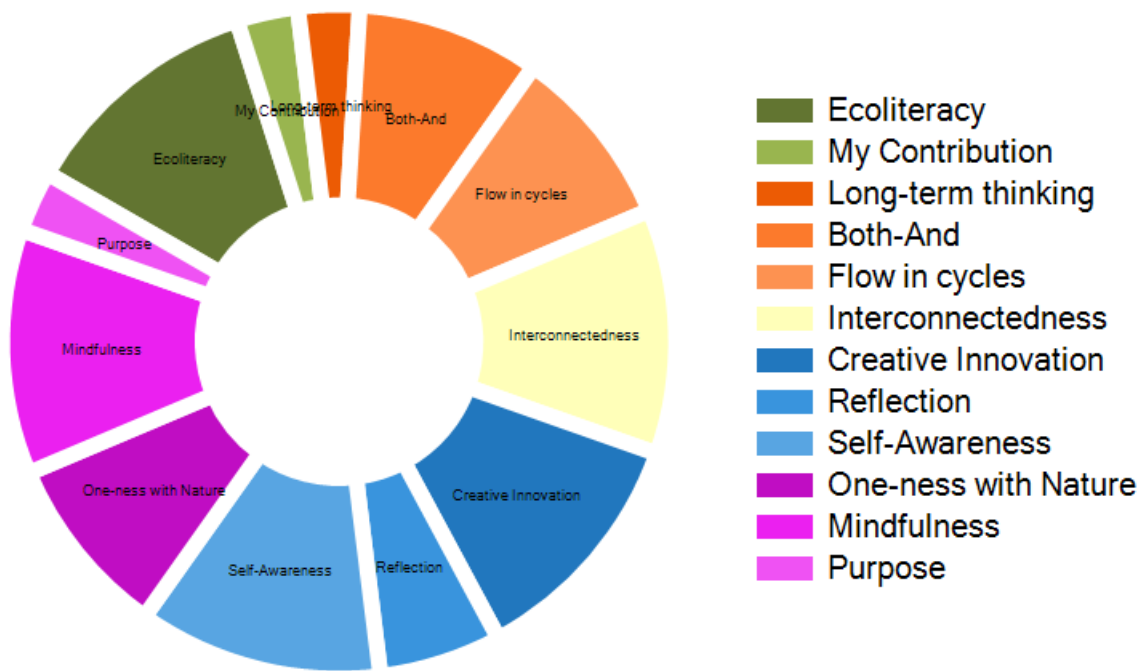 My Contribution
Long-term thinking
Both-And
Ecoliteracy
Flow in cycles
Purpose
Interconnectedness
Mindfulness
One-ness with Nature
Creative Innovation
Self-Awareness
Reflection
Ecoliteracy
My Contribution
Long-term thinking
Both-And
Flow in cycles
Interconnectedness
Creative Innovation
Reflection
Self-Awareness
One-ness with Nature
Mindfulness
Purpose